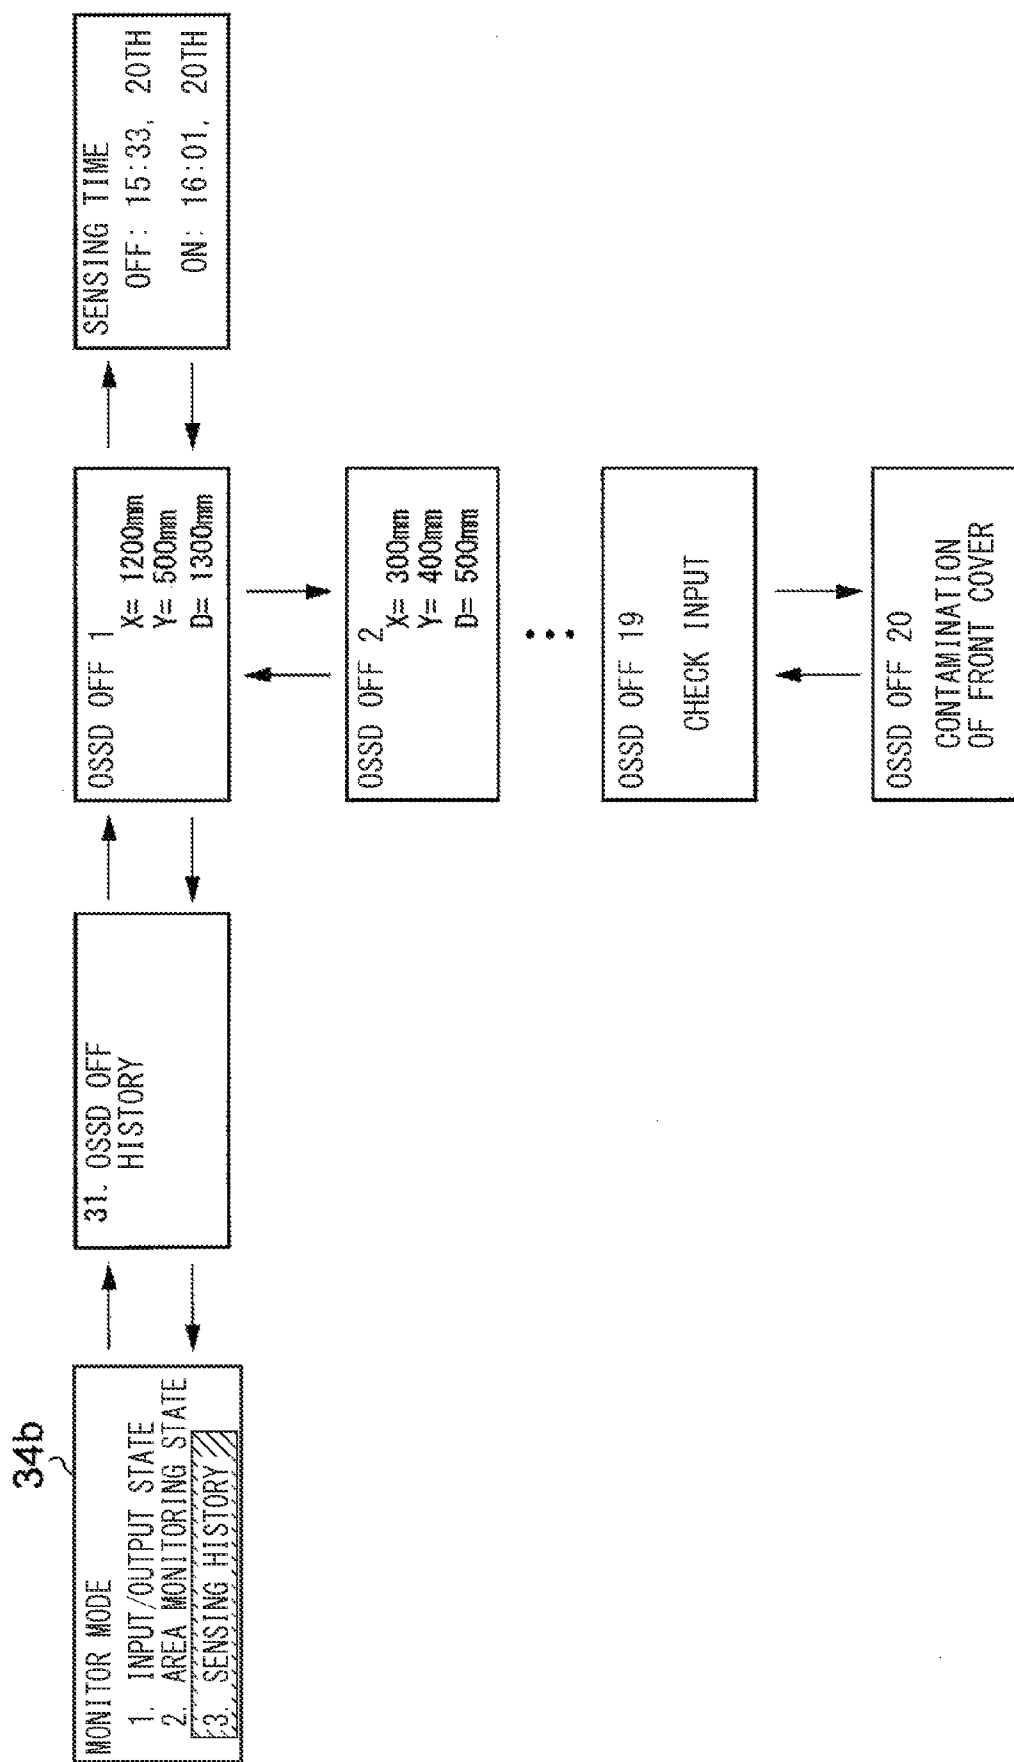 34b
MONITOR MODE
1. INPUT/OUTPUT STATE
2. AREA MONITORING STATE
3. SENSING HISTORY
31. OSSD OFF
HISTORY
OSSD OFF 1
X= 1200mm
Y= 500mm
D= 1300mm
SENSING TIME
OFF: 15:33, 20TH
ON: 16:01, 20TH
OSSD OFF 2
X= 300mm
Y= 400mm
D= 500mm
OSSD OFF 19
CHECK INPUT
OSSD OFF 20
CONTAMINATION
OF FRONT COVER